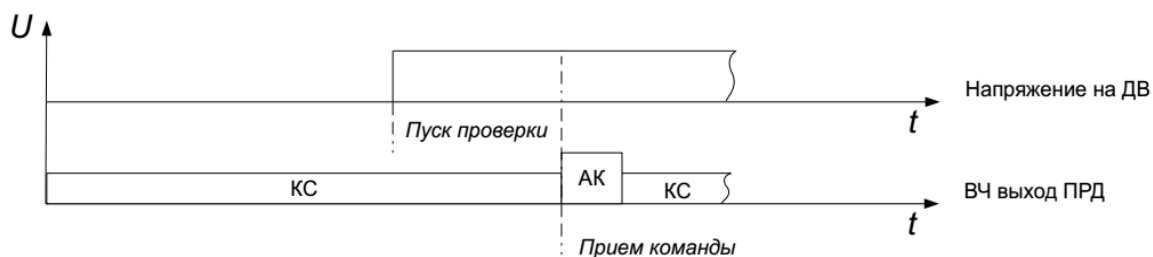 U
Напряжение на ДВ
t
Пуск проверки
КС
АК
КС
ВЧ выход ПРД
t
Прием команды